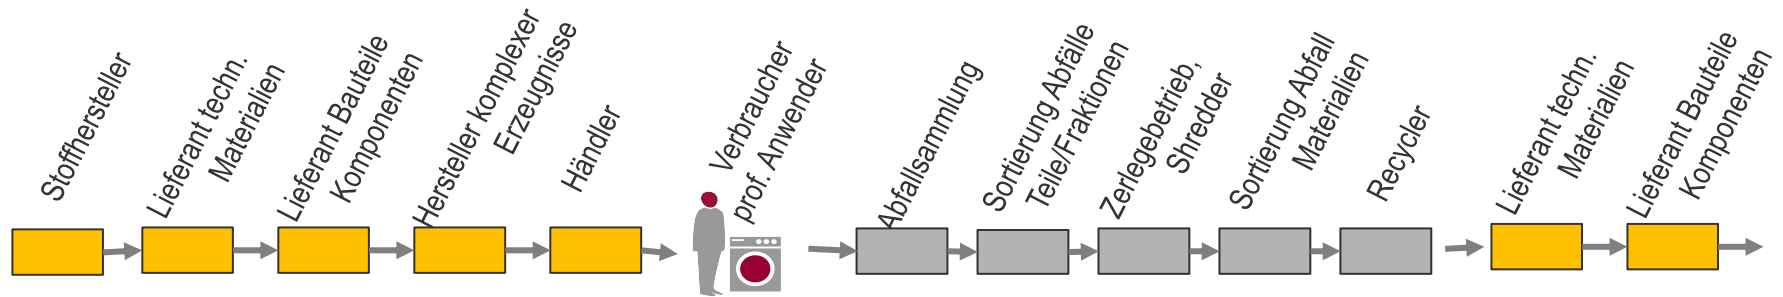 Stoffhersteller
Lieferant techn.
Materialien
Lieferant Bauteile
Komponenten
Hersteller komplexer
Erzeugnisse
Händler
Verbraucher
prof. Anwender
Abfallsammlung
Sortierung Abfälle
Teile/Fraktionen
Zerlegebetrieb,
Shredder
Sortierung Abfall
Materialien
Recycler
Lieferant techn.
Materialien
Lieferant Bauteile
Komponenten